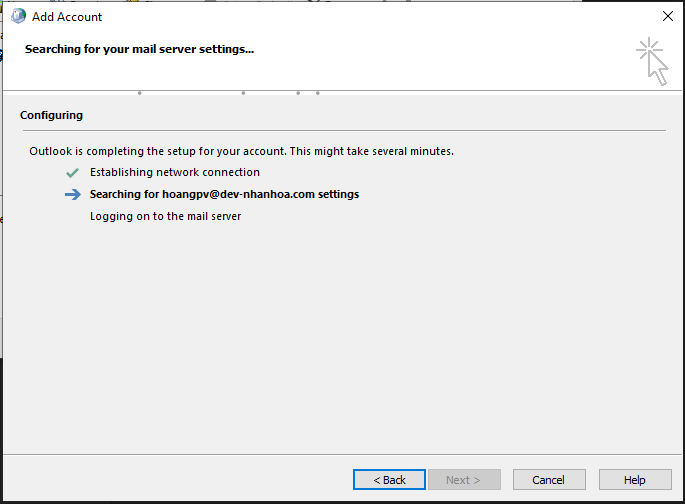 Add Account
Searching for your mail server settings...
Configuring
Outlook is completing the setup for your account. This might take several minutes.
Establishing network connection
Searching for hoangpv@dev-nhanhoa.com settings
Logging on to the mail server
< Back
Next >
Cancel
Help